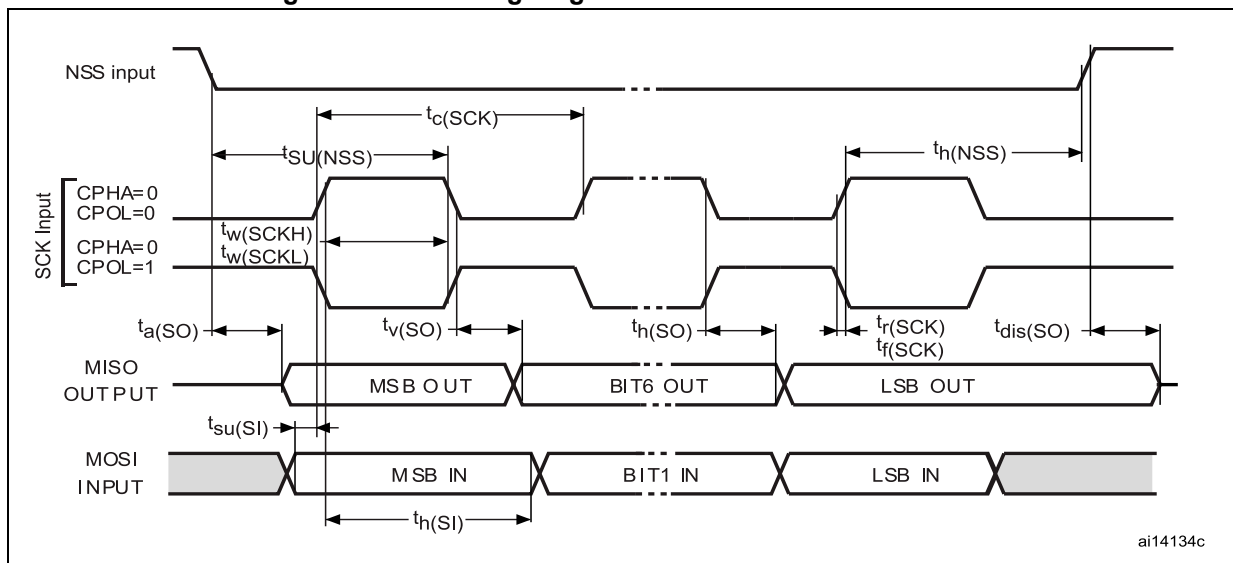 NSS input
tc(SCK)
tSU(NSS)
th(NSS)
SCK Input
CPHA=0
CPOL=0
CPHA=0
CPOL=1
tw(SCKH)
tw(SCKL)
ta(SO)
tv(SO)
th(SO)
tr(SCK)
tf(SCK)
tdis(SO)
MISO
OUTPUT
MSB OUT
BIT6 OUT
LSB OUT
tsu(SI)
MOSI
INPUT
MSB IN
BIT1 IN
LSB IN
th(SI)
ai14134c